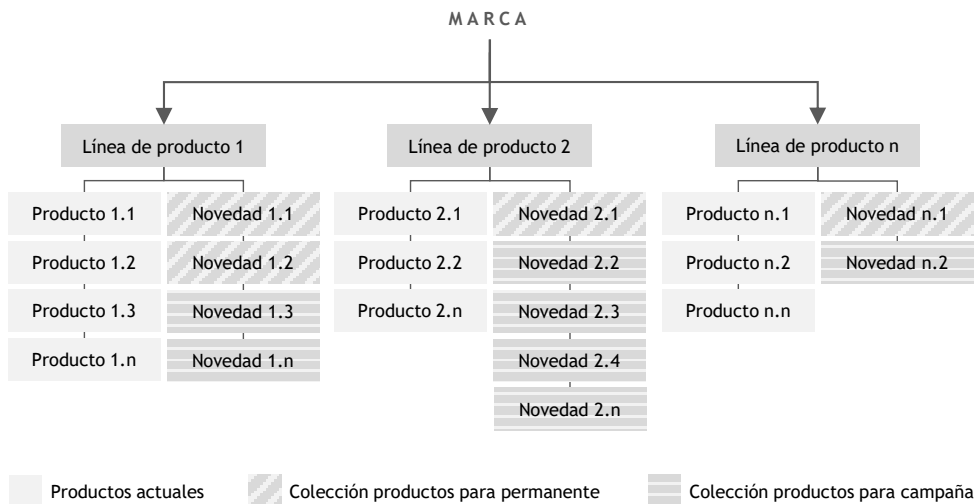 MARCA
Línea de producto 1
Línea de producto 2
Línea de producto n
Producto 1.1
Novedad 1.1
Producto 1.2
Novedad 1.2
Producto 1.3
Novedad 1.3
Producto 1.n
Novedad 1.n
Producto 2.1
Novedad 2.1
Producto 2.2
Novedad 2.2
Producto 2.n
Novedad 2.3
Novedad 2.4
Novedad 2.n
Producto n.1
Novedad n.1
Producto n.2
Novedad n.2
Producto n.n
Productos actuales
Colección productos para permanente
Colección productos para campaña